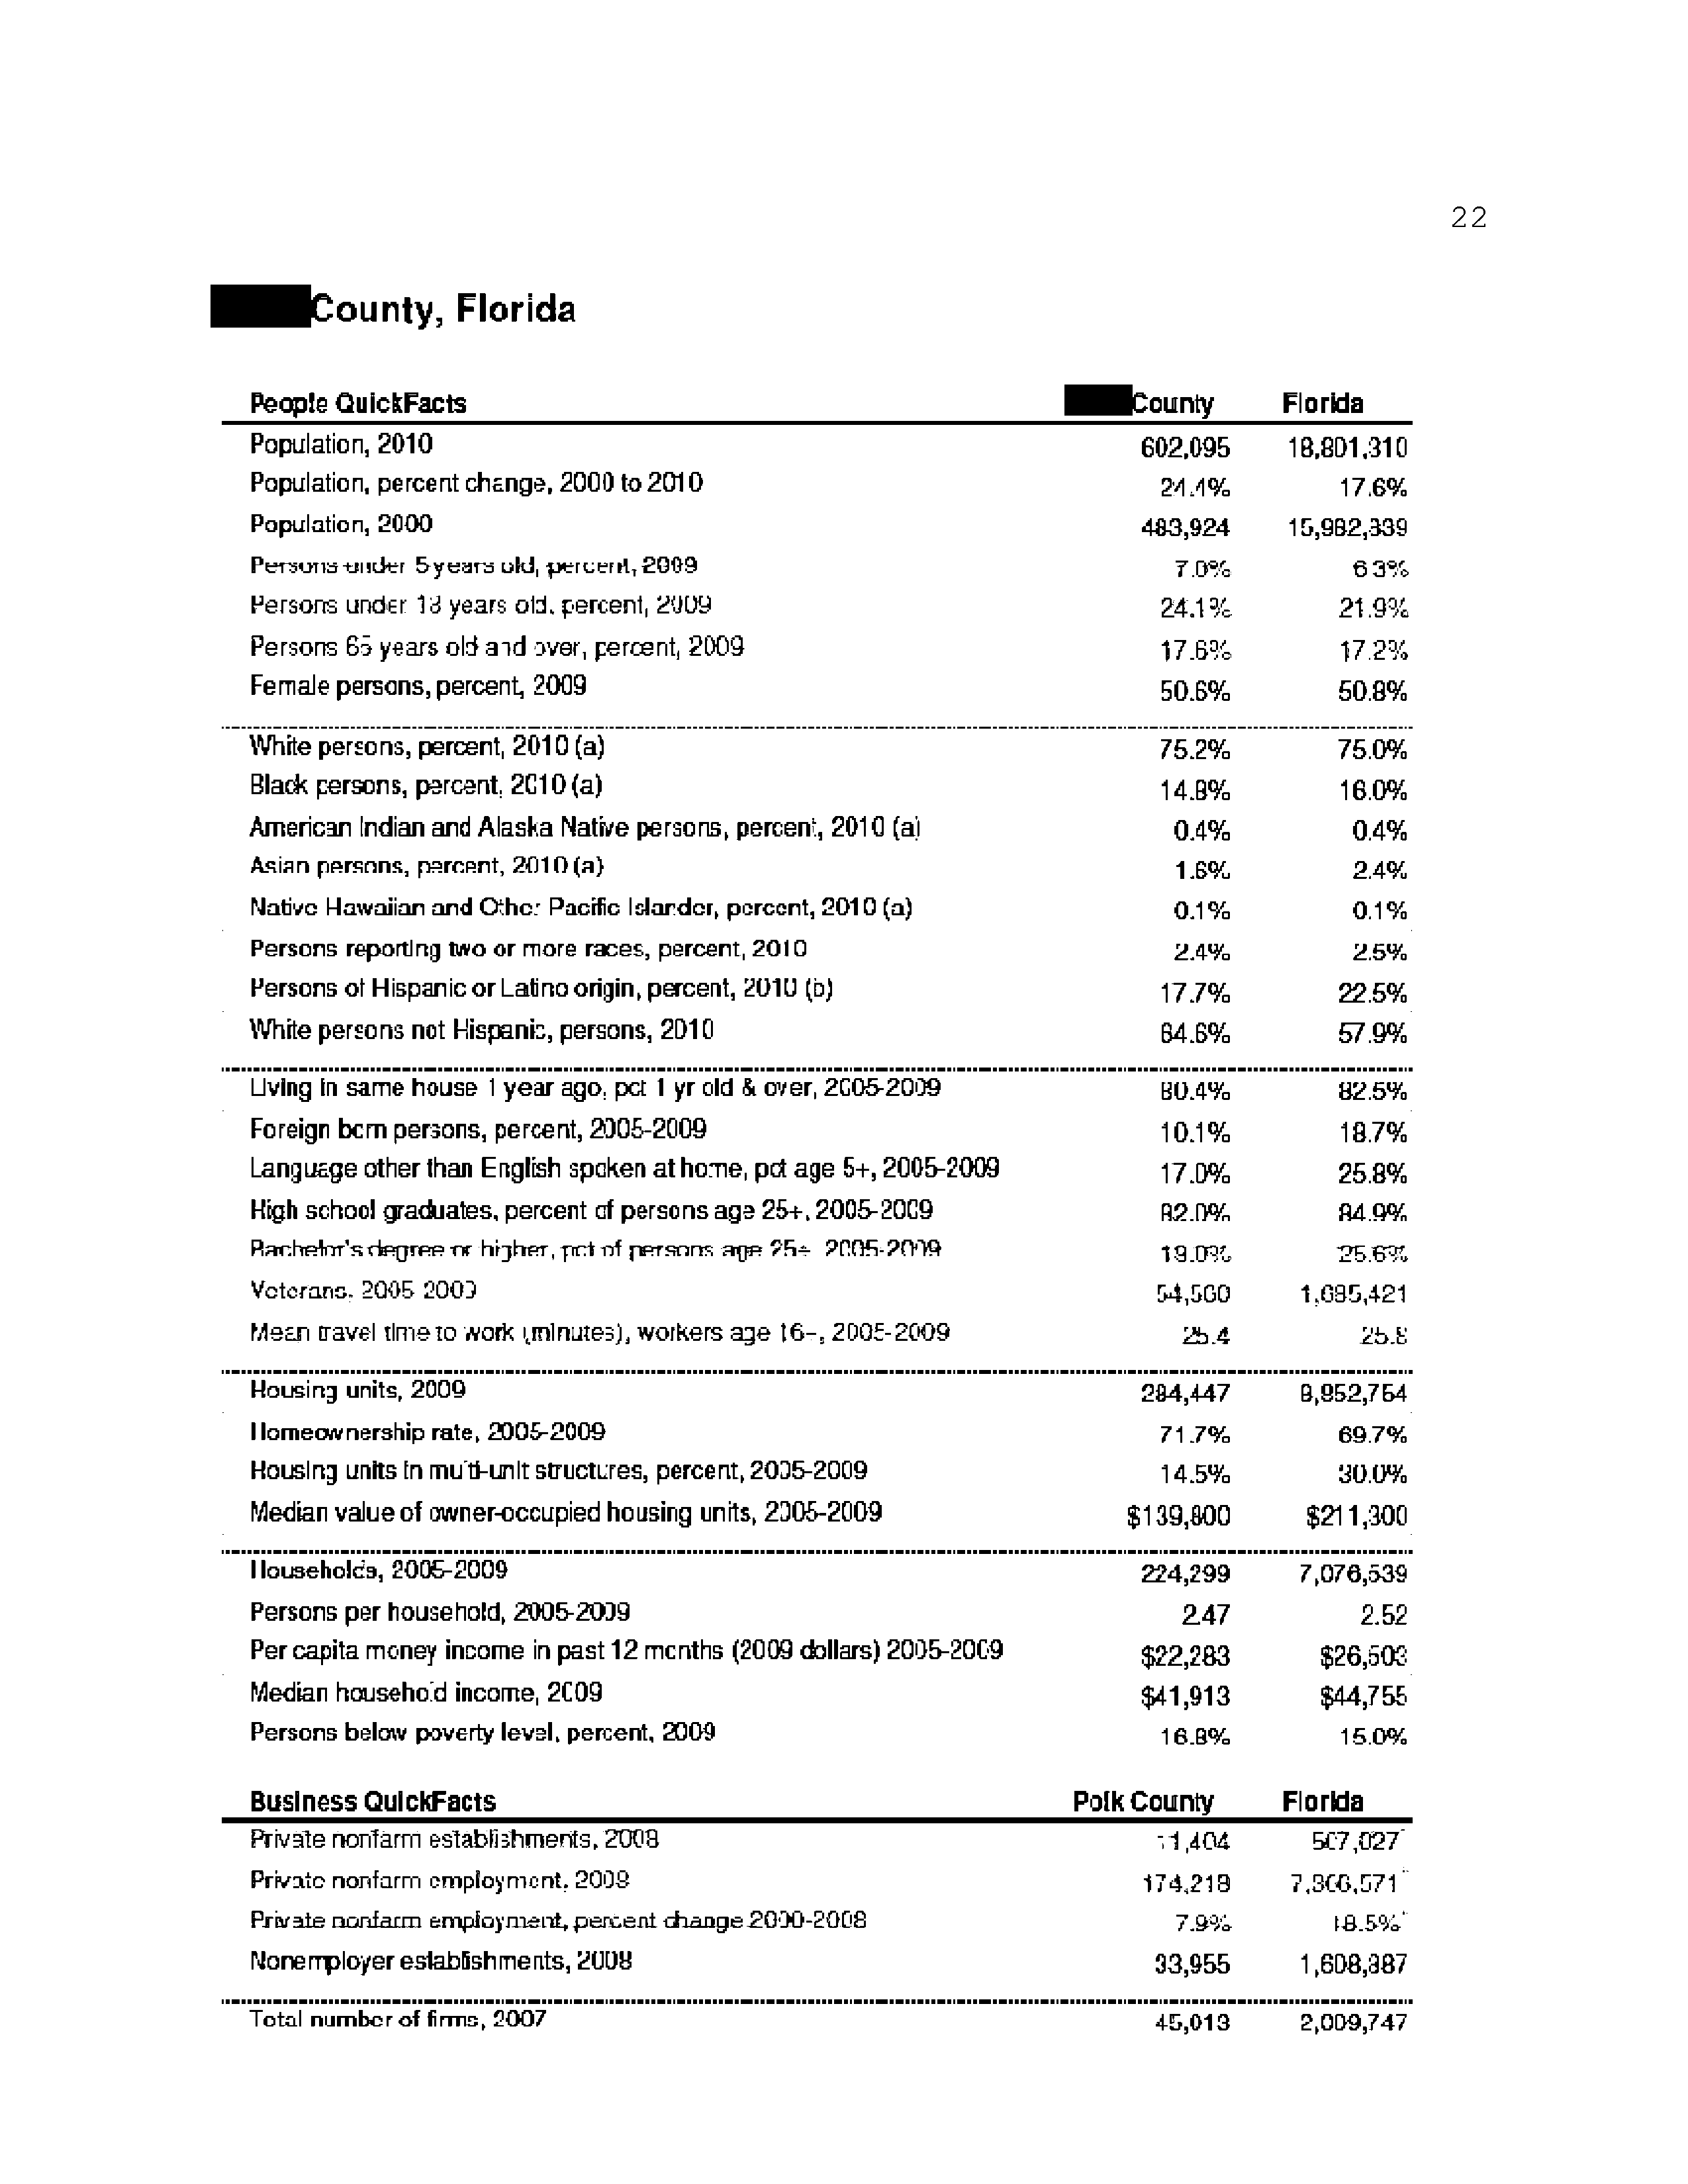 22
County, Florida
People QuickFacts County Florida
Population, 2010 602,095 18,801,310
Population, percent change, 2000 to 2010 24.4% 17.6%
Population, 2000 483,924 15,982,839
Persons under 5 years old, percent, 2009 7.0% 6.3%
Persons under 18 years old, percent, 2009 24.1% 21.9%
Persons 65 years old and over, percent, 2009 17.6% 17.2%
Female persons, percent, 2009 50.6% 50.8%
White persons, percent, 2010 (a) 75.2% 75.0%
Black persons, percent, 2010 (a) 14.8% 16.0%
American Indian and Alaska Native persons, percent, 2010 (a) 0.4% 0.4%
Asian persons, percent, 2010 (a) 1.6% 2.4%
Native Hawaiian and Other Pacific Islander, percent, 2010 (a) 0.1% 0.1%
Persons reporting two or more races, percent, 2010 2.4% 2.5%
Persons of Hispanic or Latino origin, percent, 2010 (b) 17.7% 22.5%
White persons not Hispanic, persons, 2010 64.6% 57.9%
Living in same house 1 year ago, pct 1 yr old & over, 2005-2009 80.4% 82.5%
Foreign born persons, percent, 2005-2009 10.1% 18.7%
Language other than English spoken at home, pct age 5+, 2005-2009 17.0% 25.8%
High school graduates, percent of persons age 25+, 2005-2009 82.0% 84.9%
Bachelor's degree or higher, pct of persons age 25+, 2005-2009 18.0% 25.6%
Veterans, 2005-2009 1,685,421
Mean travel time to work (minutes), workers age 16+, 2005-2009 25.4 25.8
Housing units, 2009 284,447 8,852,754
Homeownership rate, 2005-2009 71.7% 69.7%
Housing units in multi-unit structures, percent, 2005-2009 14.5% 30.0%
Median value of owner-occupied housing units, 2005-2009 $139,800 $211,300
Households, 2005-2009 224,299 7,076,539
Persons per household, 2005-2009 2.47 2.52
Per capita money income in past 12 months (2009 dollars) 2005-2009 $22,283 $26,503
Median household income, 2009 $41,913 $44,755
Persons below poverty level, percent, 2009 16.8% 15.0%
Business QuickFacts Polk County Florida
Private nonfarm establishments, 2008 11,404 507,027
Private nonfarm employment, 2008 174,218
Private nonfarm employment, percent change 2000-2008 7.9% 18.5%
Nonemployer establishments, 2008 33,955 1,608,887
Total number of firms, 2007 45,013 2,009,747